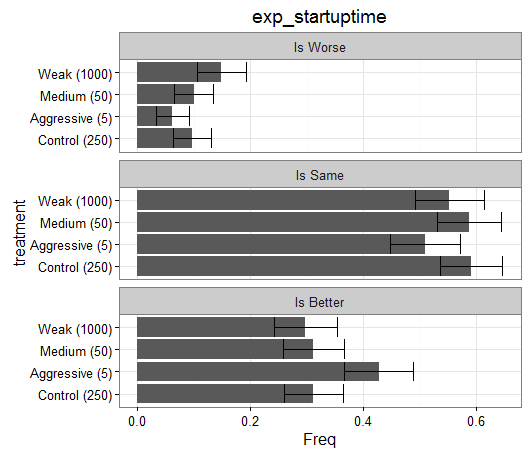 exp_startuptime
Is Worse
Weak (1000)
Medium (50)
Aggressive (5)
Control (250)
Is Same
Weak (1000)
Medium (50)
Aggressive (5)
Control (250)
treatment
Is Better
Weak (1000)
Medium (50)
Aggressive (5)
Control (250)
0.0 0.2 0.4 0.6
Freq